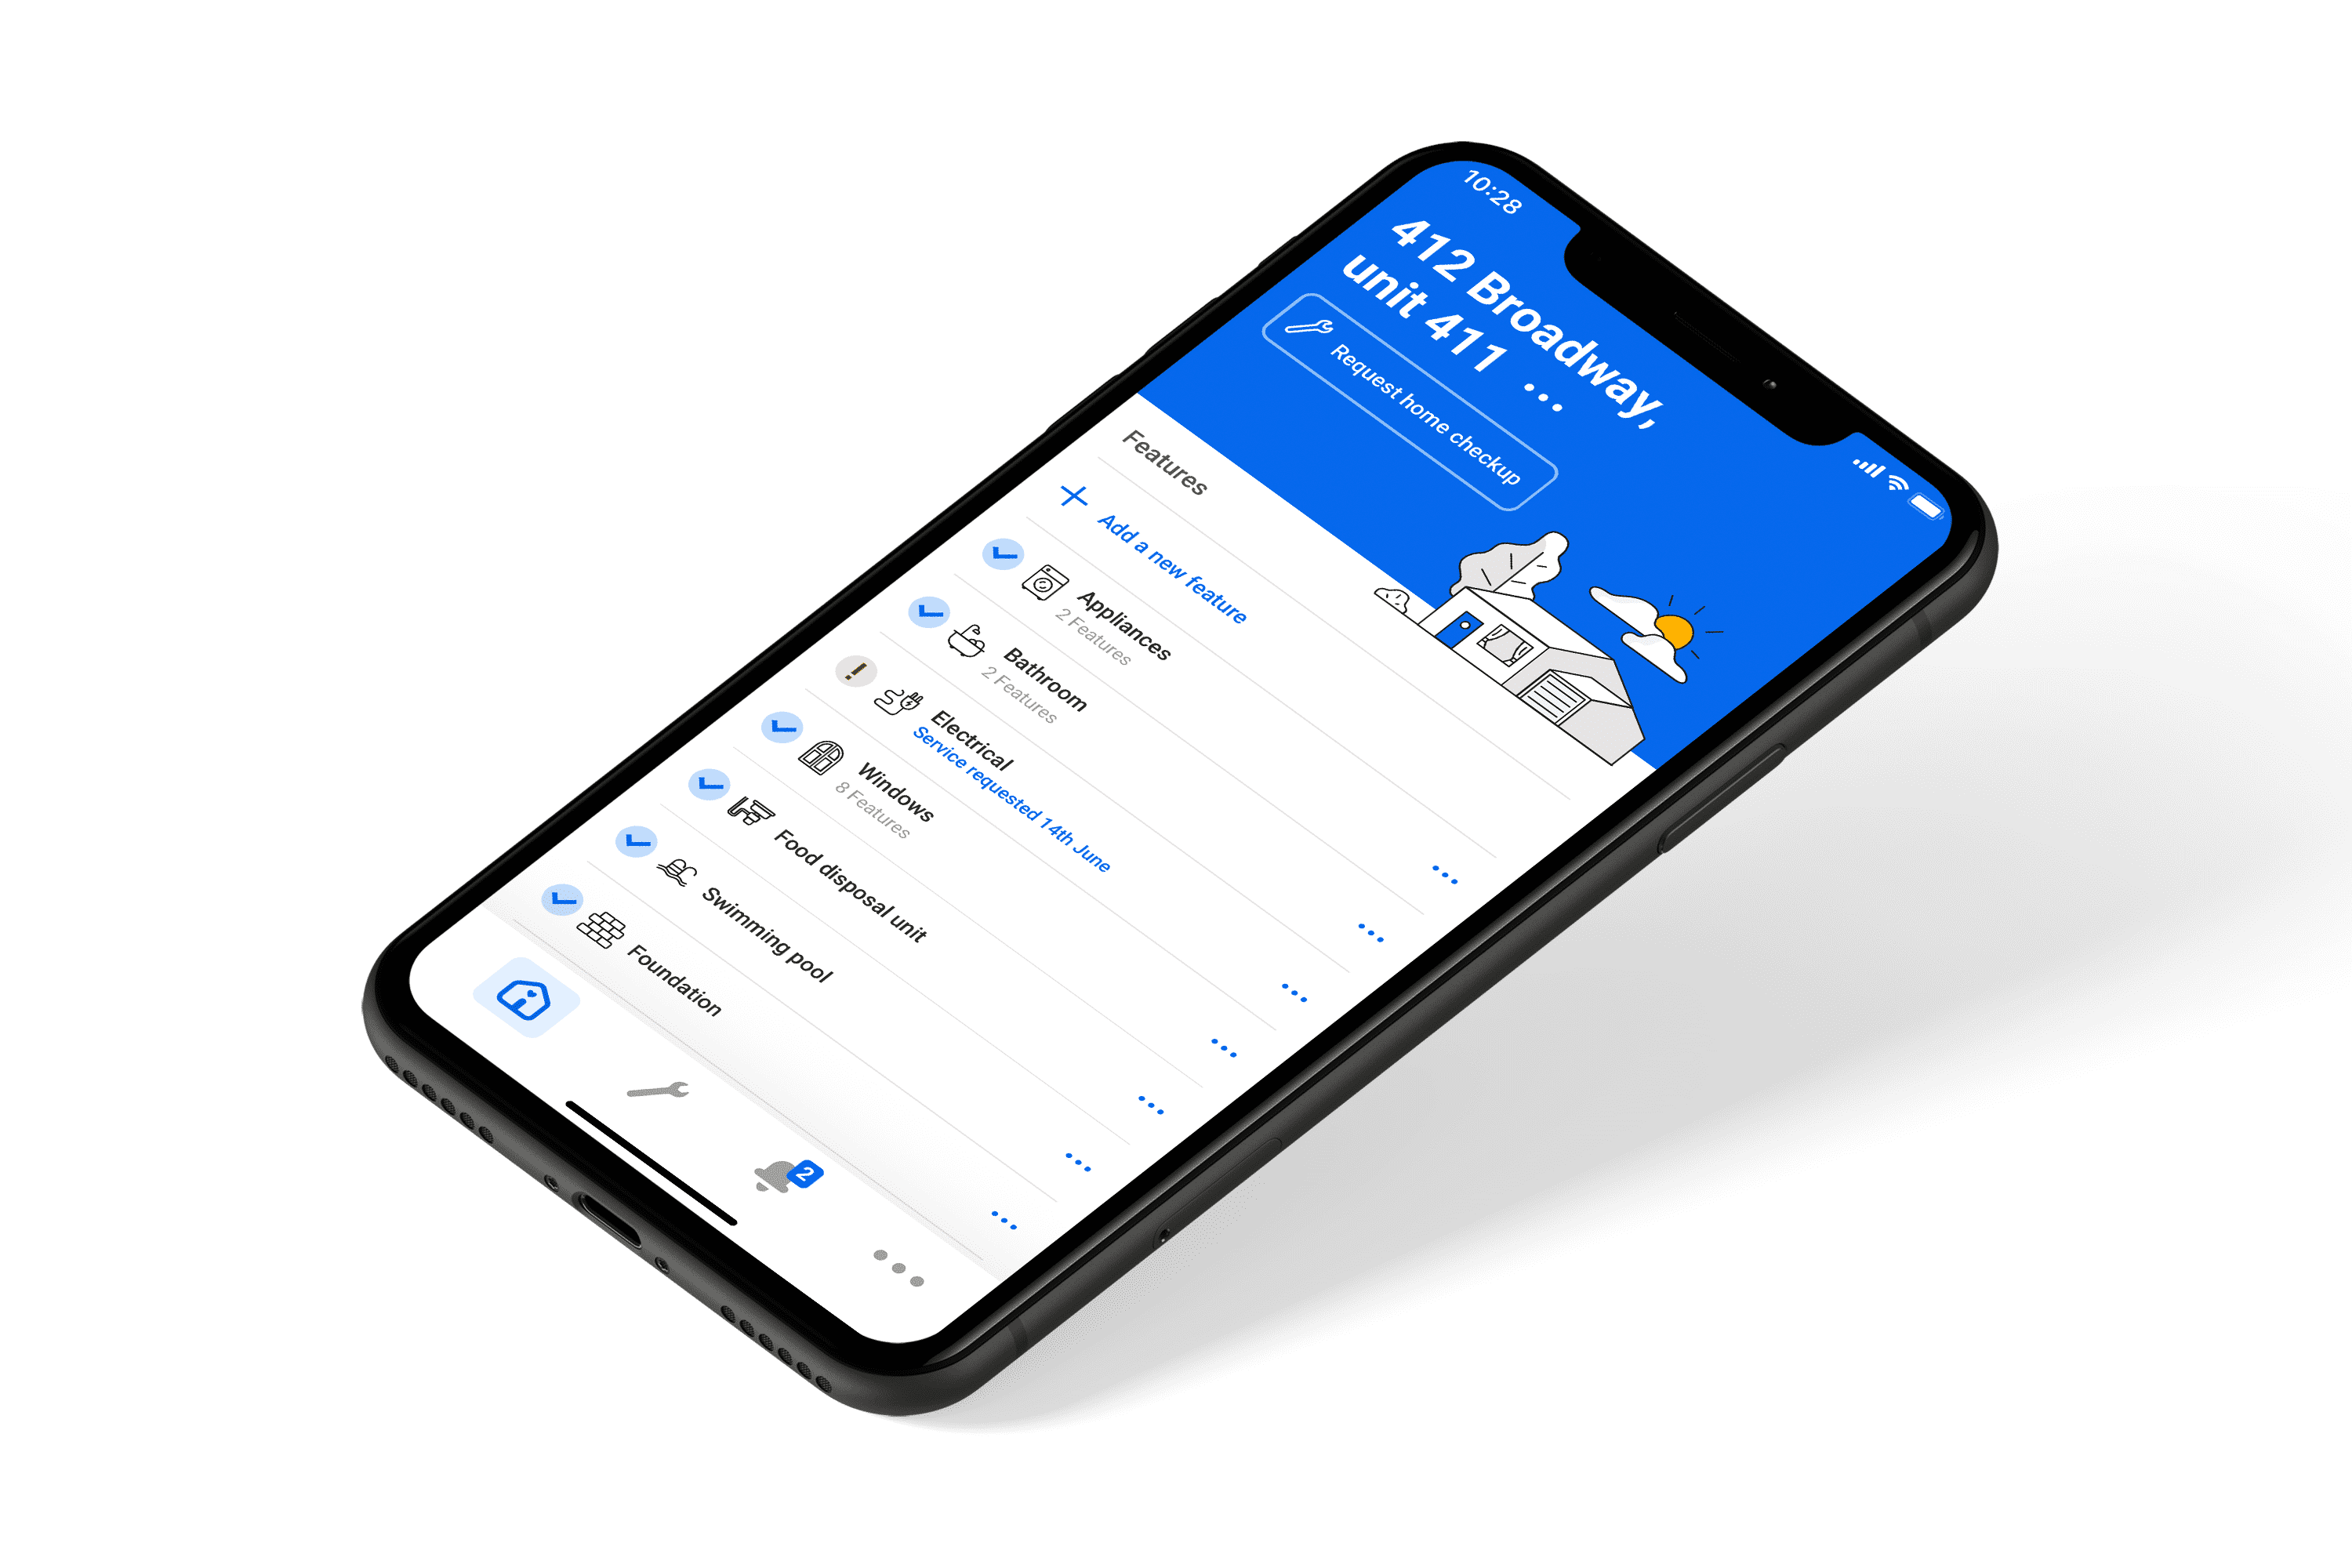 10:28
412 Broadway,
unit 411 ...
Request home checkup
Features
Add a new feature
Appliances
2 Features
Bathroom
2 Features
Electrical
Service requested 14th June
Windows
8 Features
Food disposal unit
Swimming pool
Foundation
2